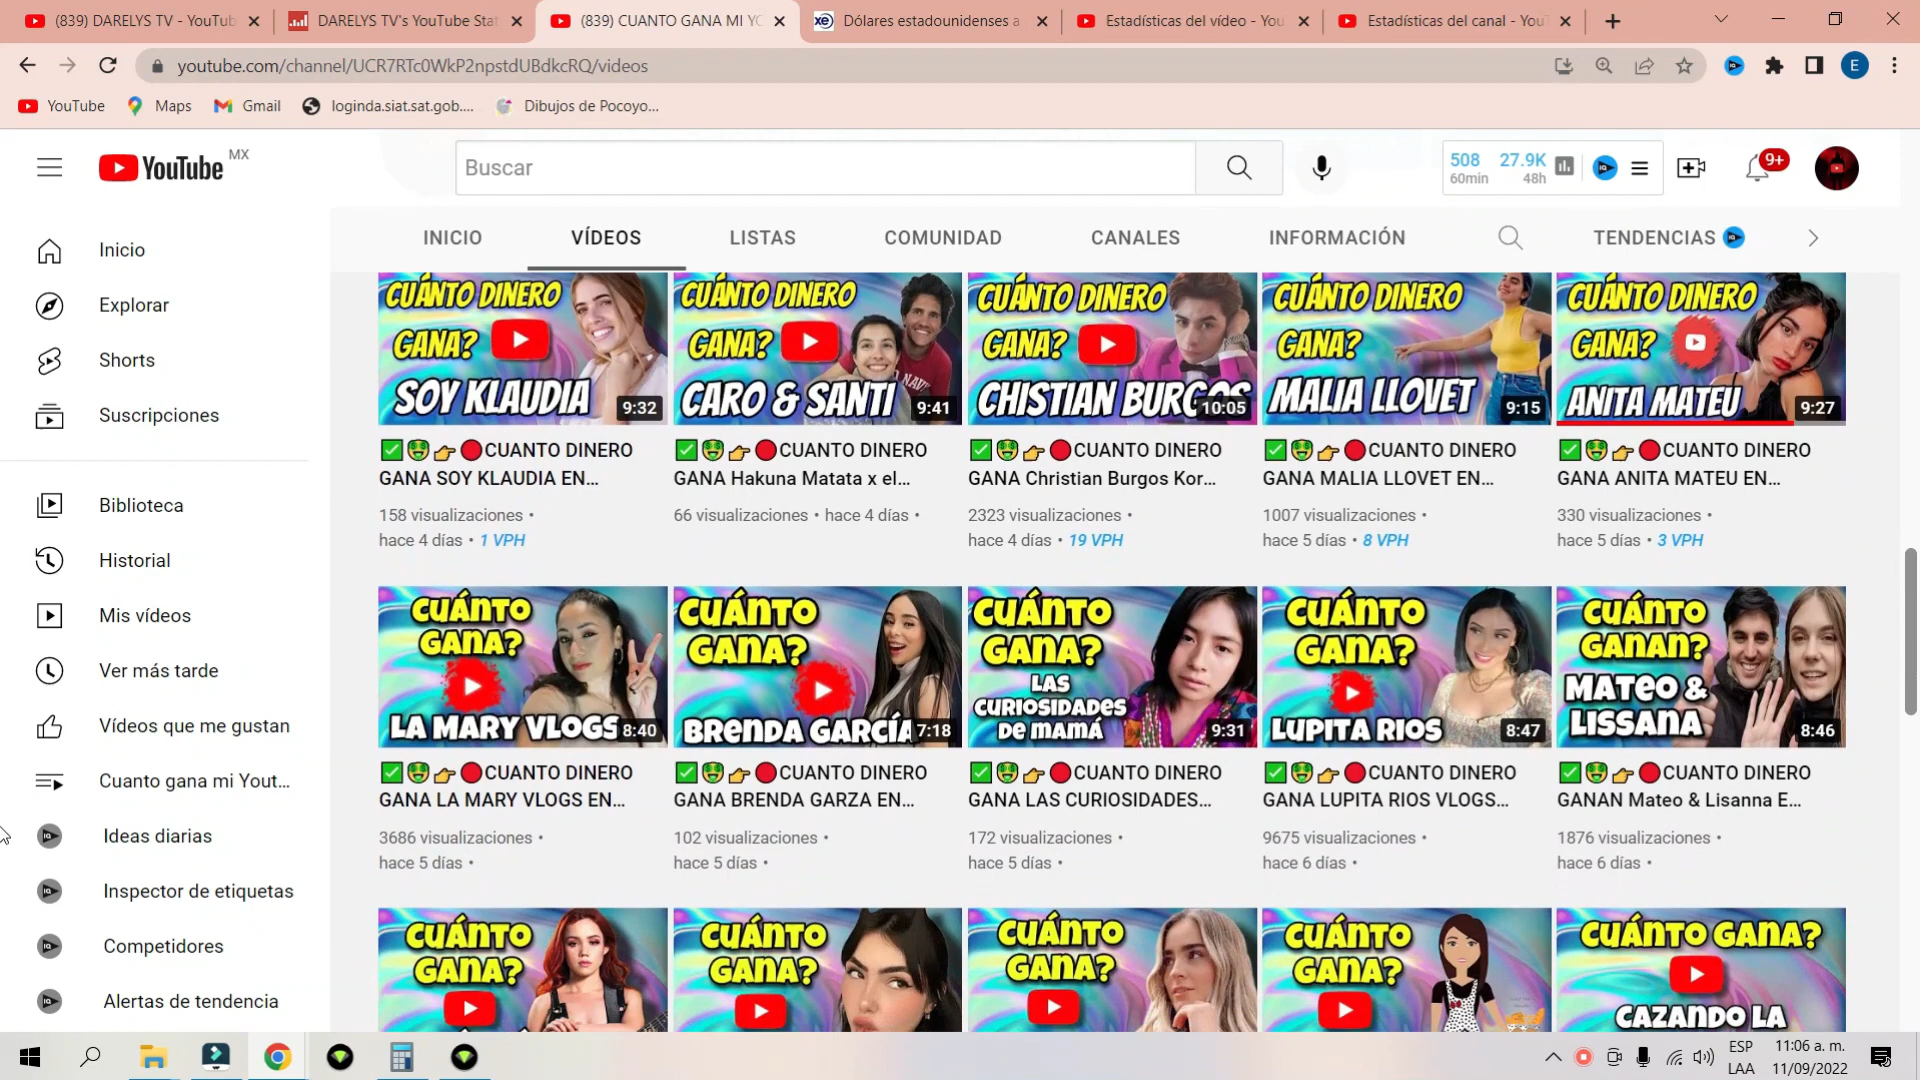 (839) DARELYS TV - YouTub
DARELYS TV's YouTube Stat
(839) CUANTO GANA MI YO
Dólares estadounidenses a
Estadísticas del vídeo - You
Estadísticas del canal - YouT
youtube.com/channel/UCR7RTc0WkP2npstdUBdkcRQ/videos
E
YouTube
Maps
Gmail
loginda.siat.sat.gob....
Dibujos de Pocoyo...
YouTube MX
Buscar
508
60min
27.9K
48h
9+
INICIO
VÍDEOS
LISTAS
COMUNIDAD
CANALES
INFORMACIÓN
TENDENCIAS
Inicio
Explorar
Shorts
Suscripciones
Biblioteca
Historial
Mis vídeos
Ver más tarde
Vídeos que me gustan
Cuanto gana mi Yout...
Ideas diarias
Inspector de etiquetas
Competidores
Alertas de tendencia
CUÁNTO DINERO
GANA?
SOY KLAUDIA
9:32
CUÁNTO DINERO
GANA?
CARO & SANTI
9:41
CUÁNTO DINERO
GANA?
CHISTIAN BURGOS
10:05
CUÁNTO DINERO
GANA?
MALIA LLOVET
9:15
CUÁNTO DINERO
GANA?
ANITA MATEU
9:27
✅🤑👉🔴CUANTO DINERO
GANA SOY KLAUDIA EN...
158 visualizaciones •
hace 4 días • 1 VPH
✅🤑👉🔴CUANTO DINERO
GANA Hakuna Matata x el...
66 visualizaciones • hace 4 días •
✅🤑👉🔴CUANTO DINERO
GANA Christian Burgos Kor...
2323 visualizaciones •
hace 4 días • 19 VPH
✅🤑👉🔴CUANTO DINERO
GANA MALIA LLOVET EN...
1007 visualizaciones •
hace 5 días • 8 VPH
✅🤑👉🔴CUANTO DINERO
GANA ANITA MATEU EN...
330 visualizaciones •
hace 5 días • 3 VPH
CUÁNTO
GANA?
LA MARY VLOGS
8:40
CUÁNTO
GANA?
BRENDA GARCÍA
7:18
CUÁNTO
GANA?
LAS
CURIOSIDADES
DE MAMÁ
9:31
CUÁNTO
GANA?
LUPITA RIOS
8:47
CUÁNTO
GANAN?
MATEO &
LISSANA
8:46
✅🤑👉🔴CUANTO DINERO
GANA LA MARY VLOGS EN...
3686 visualizaciones •
hace 5 días •
✅🤑👉🔴CUANTO DINERO
GANA BRENDA GARZA EN...
102 visualizaciones •
hace 5 días •
✅🤑👉🔴CUANTO DINERO
GANA LAS CURIOSIDADES...
172 visualizaciones •
hace 5 días •
✅🤑👉🔴CUANTO DINERO
GANA LUPITA RIOS VLOGS...
9675 visualizaciones •
hace 6 días •
✅🤑👉🔴CUANTO DINERO
GANAN Mateo & Lisanna E...
1876 visualizaciones •
hace 6 días •
CUÁNTO
GANA?
CUÁNTO
GANA?
CUÁNTO
GANA?
CUÁNTO
GANA?
CUÁNTO GANA?
CAZANDO LA
ESP
LAA
11:06 a. m.
11/09/2022